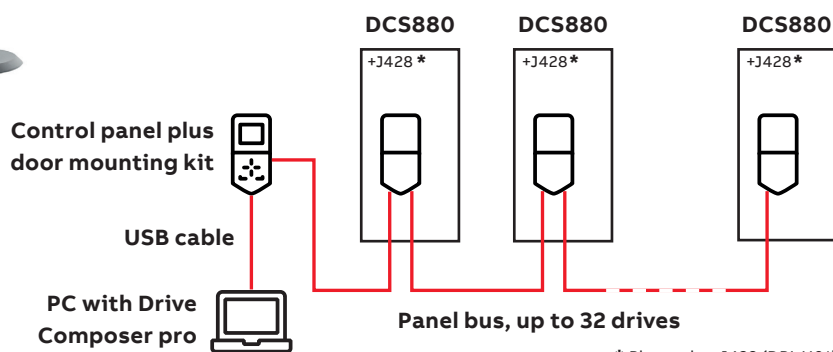 DCS880
DCS880
DCS880
+J428 *
+J428*
+J428*
Control panel plus
door mounting kit
USB cable
PC with Drive
Composer pro
Panel bus, up to 32 drives